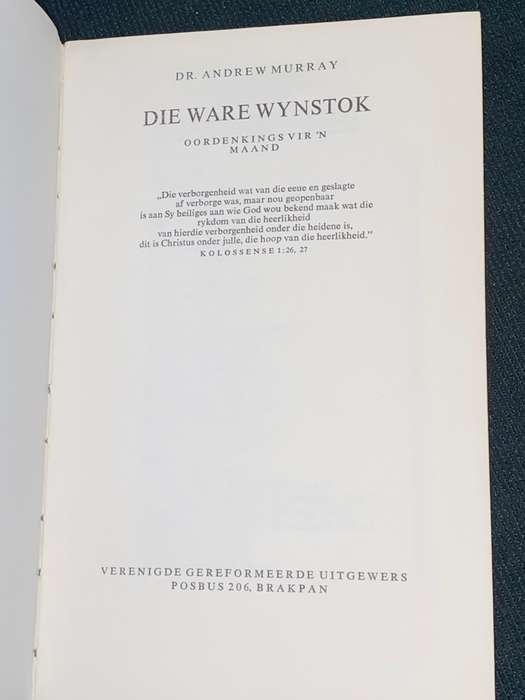 DR. ANDREW MURRAY
DIE WARE WYNSTOK
OORDENKINGS VIR 'N
MAAND
„Die verborgenheid wat van die eeue en geslagte
af verborge was, maar nou geopenbaar
is aan Sy heiliges aan wie God wou bekend maak wat die
rykdom van die heerlikheid
van hierdie verborgenheid onder die heidene is,
dit is Christus onder julle, die hoop van die heerlikheid.”
KOLOSSENSE 1:26, 27
VERENIGDE GEREFORMEERDE UITGEWERS
POSBUS 206, BRAKPAN